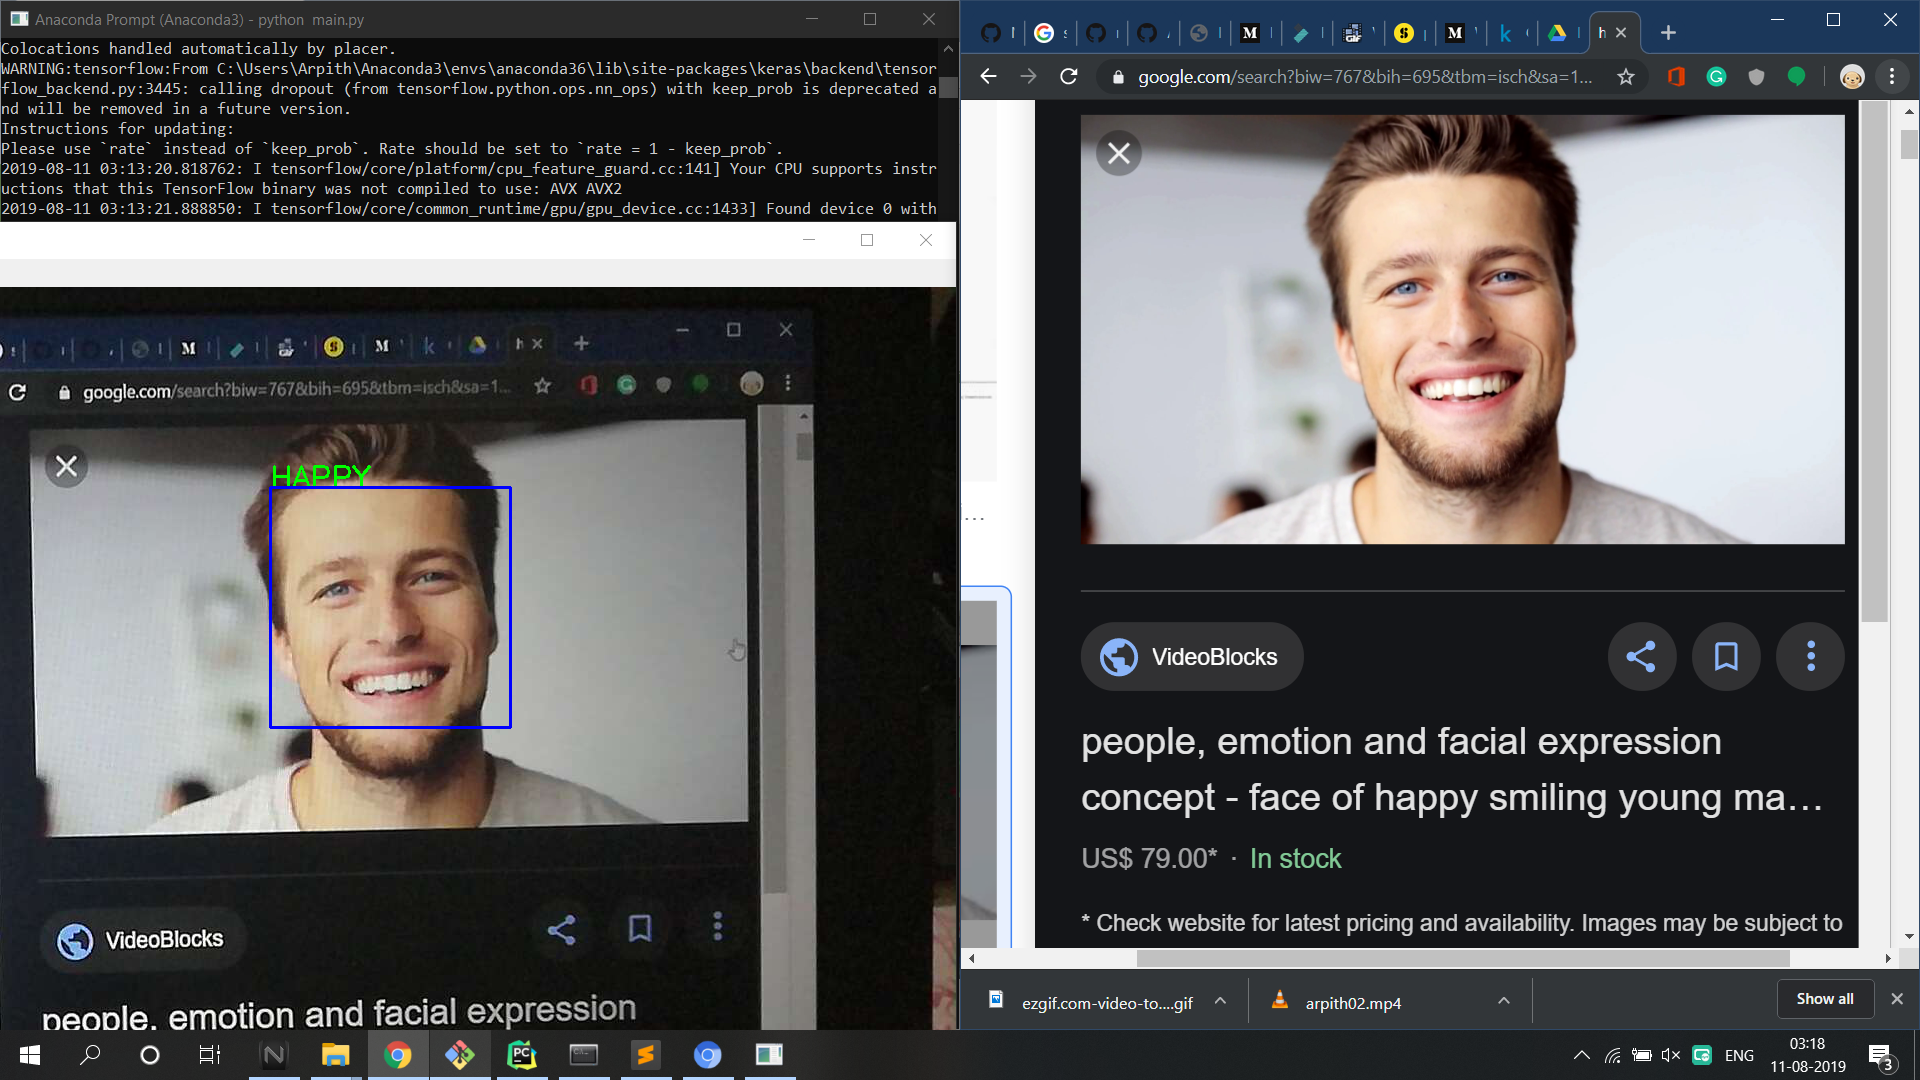 Anaconda Prompt (Anaconda3) - python main.py
Colocations handled automatically by placer.
WARNING:tensorflow:From C:\Users\Arpith\Anaconda3\envs\anaconda36\lib\site-packages\keras\backend\tensor
flow_backend.py:3445: calling dropout (from tensorflow.python.ops.nn_ops) with keep_prob is deprecated a
nd will be removed in a future version.
Instructions for updating:
Please use `rate` instead of `keep_prob`. Rate should be set to `rate = 1 - keep_prob`.
2019-08-11 03:13:20.818762: I tensorflow/core/platform/cpu_feature_guard.cc:141] Your CPU supports instr
uctions that this TensorFlow binary was not compiled to use: AVX AVX2
2019-08-11 03:13:21.888850: I tensorflow/core/common_runtime/gpu/gpu_device.cc:1433] Found device 0 with
google.com/search?biw=767&bih=695&tbm=isch&sa=1...
HAPPY
VideoBlocks
people, emotion and facial expression
h
google.com/search?biw=767&bih=695&tbm=isch&sa=1...
VideoBlocks
people, emotion and facial expression
concept - face of happy smiling young ma...
US$ 79.00* · In stock
* Check website for latest pricing and availability. Images may be subject to
ezgif.com-video-to....gif
arpith02.mp4
Show all
ENG
03:18
11-08-2019
3